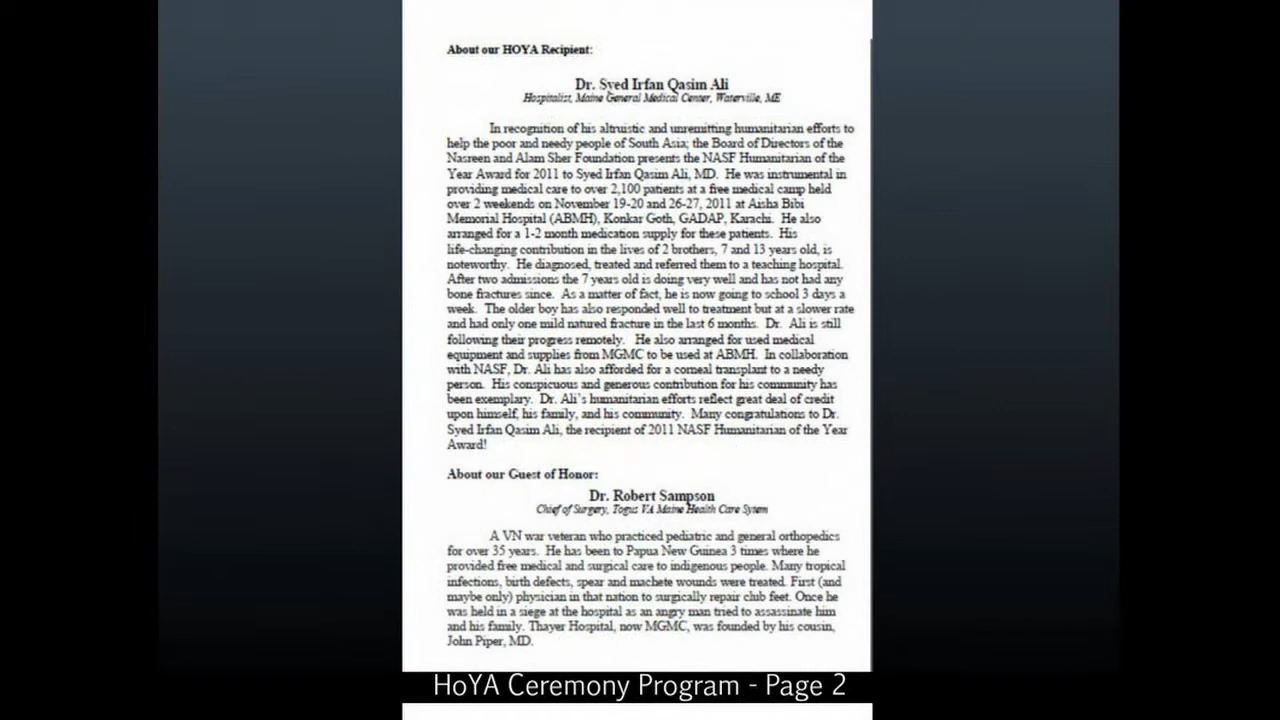 About our HOYA Recipient:
Dr. Syed Irfan Qasim Ali
Hospitalist, Maine General Medical Center, Waterville, ME
In recognition of his altruistic and unremitting humanitarian efforts to
help the poor and needy people of South Asia; the Board of Directors of the
Nasreen and Alam Sher Foundation presents the NASF Humanitarian of the
Year Award for 2011 to Syed Irfan Qasim Ali, MD. He was instrumental in
providing medical care to over 2,100 patients at a free medical camp held
over 2 weekends on November 19-20 and 26-27, 2011 at Aisha Bibi
Memorial Hospital (ABMH), Konkar Goth, GADAP, Karachi. He also
arranged for a 1-2 month medication supply for these patients. His
life-changing contribution in the lives of 2 brothers, 7 and 13 years old, is
noteworthy. He diagnosed, treated and referred them to a teaching hospital.
After two admissions the 7 years old is doing very well and has not had any
bone fractures since. As a matter of fact, he is now going to school 3 days a
week. The older boy has also responded well to treatment but at a slower rate
and had only one mild natured fracture in the last 6 months. Dr. Ali is still
following their progress remotely. He also arranged for used medical
equipment and supplies from MGMC to be used at ABMH. In collaboration
with NASF, Dr. Ali has also afforded for a corneal transplant to a needy
person. His conspicuous and generous contribution for his community has
been exemplary. Dr. Ali's humanitarian efforts reflect great deal of credit
upon himself, his family, and his community. Many congratulations to Dr.
Syed Irfan Qasim Ali, the recipient of 2011 NASF Humanitarian of the Year
Award!
About our Guest of Honor:
Dr. Robert Sampson
Chief of Surgery, Togus VA Maine Health Care Sytem
A VN war veteran who practiced pediatric and general orthopedics
for over 35 years. He has been to Papua New Guinea 3 times where he
provided free medical and surgical care to indigenous people. Many tropical
infections, birth defects, spear and machete wounds were treated. First (and
maybe only) physician in that nation to surgically repair club feet. Once he
was held in a siege at the hospital as an angry man tried to assassinate him
and his family. Thayer Hospital, now MGMC, was founded by his cousin,
John Piper, MD.
HoYA Ceremony Program - Page 2